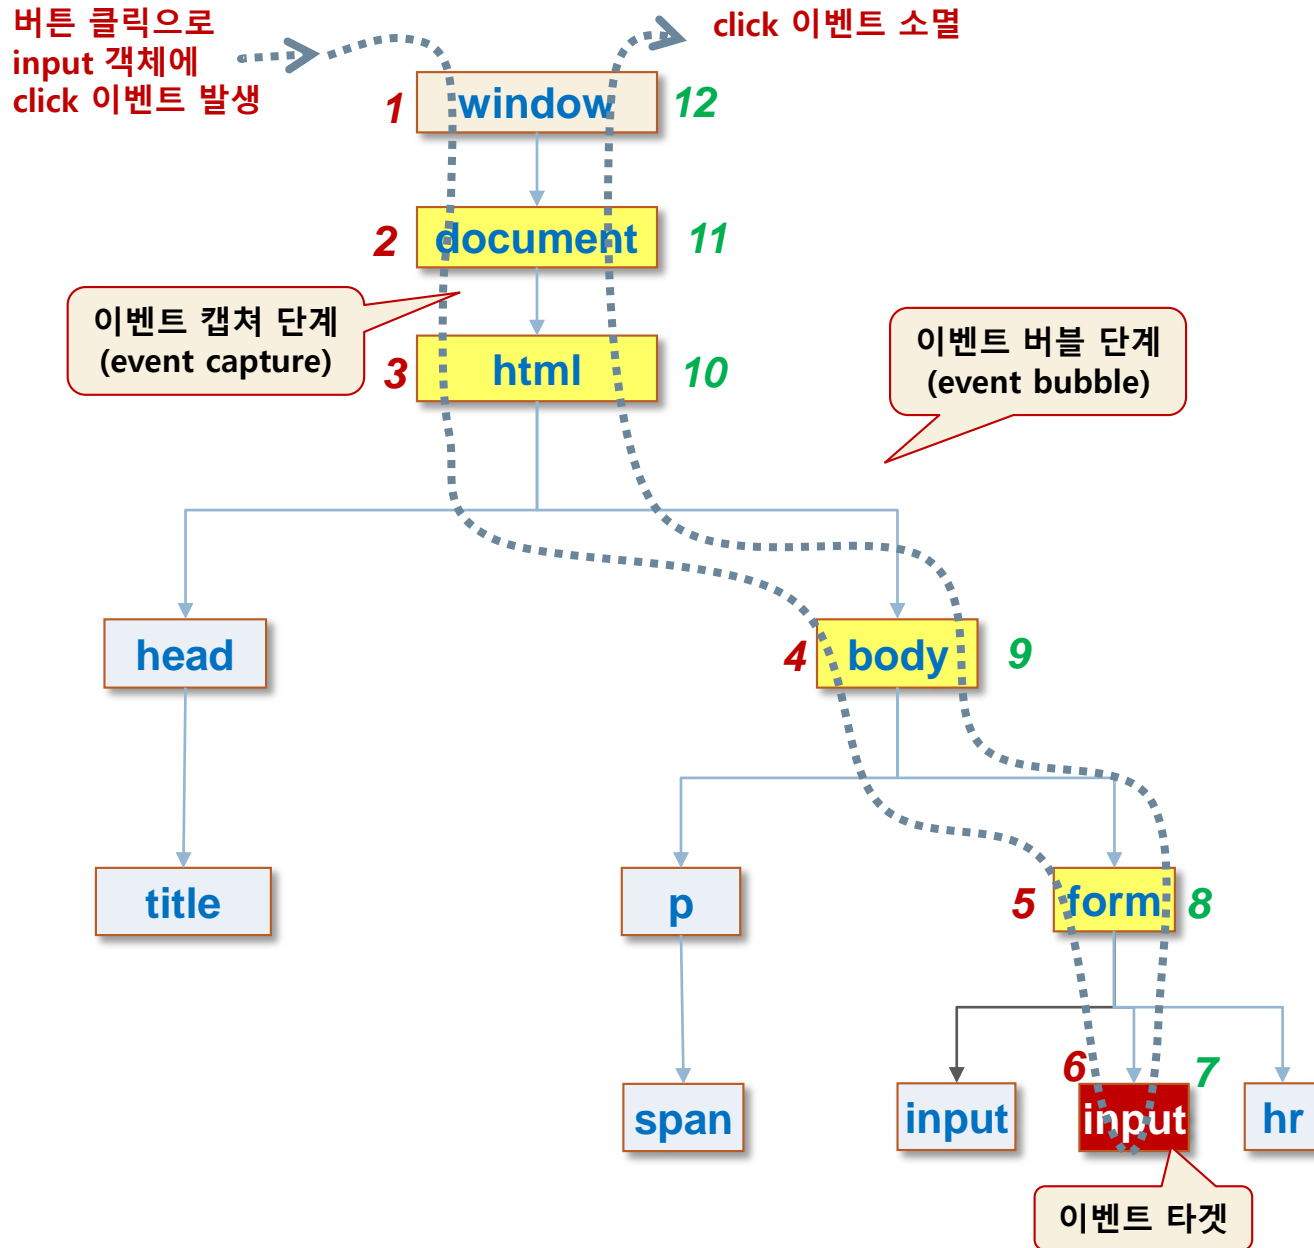 버튼 클릭으로
input 객체에
click 이벤트 발생
click 이벤트 소멸
1
window
12
2
document
11
이벤트 캡쳐 단계
(event capture)
3
html
10
이벤트 버블 단계
(event bubble)
head
4
body
9
title
p
5
form
8
6
7
span
input
input
hr
이벤트 타겟